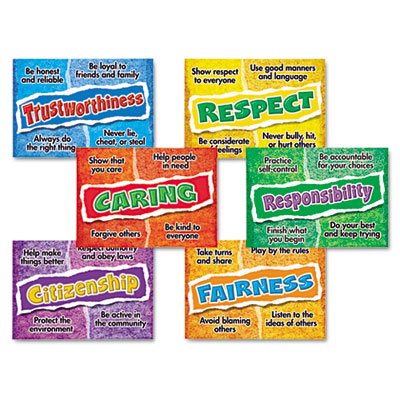 Be honest
and reliable
Be loyal to
friends and family
Trustworthiness
Always do
the right thing
Never lie,
cheat, or steal
Show respect
to everyone
Use good manners
and language
RESPECT
Be considerate
feelings
Never bully, hit,
or hurt others
Show that
you care
Help people
in need
CARING
Forgive others
Be kind to
everyone
Practice
self-control
Be accountable
for your choices
Responsibility
Finish what
you begin
Do your best
and keep trying
Help make
things better
Respect authority
and obey laws
Citizenship
Protect the
environment
Be active in
the community
Take turns
and share
Play by the rules
FAIRNESS
Avoid blaming
others
Listen to the
ideas of others